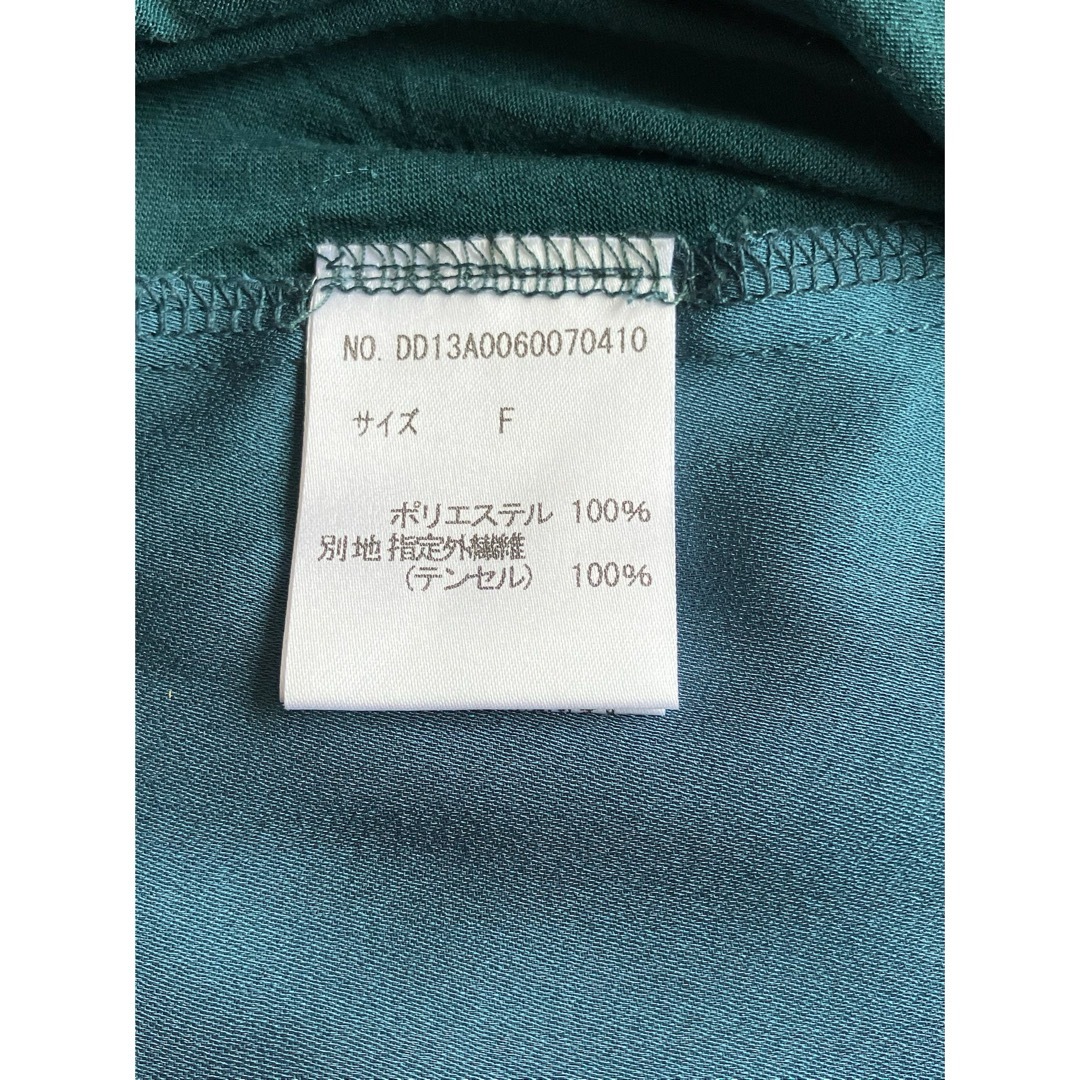 NO. DD13A0060070410
サイズ F
ポリエステル 100%
別地 指定外繊維
(テンセル) 100%